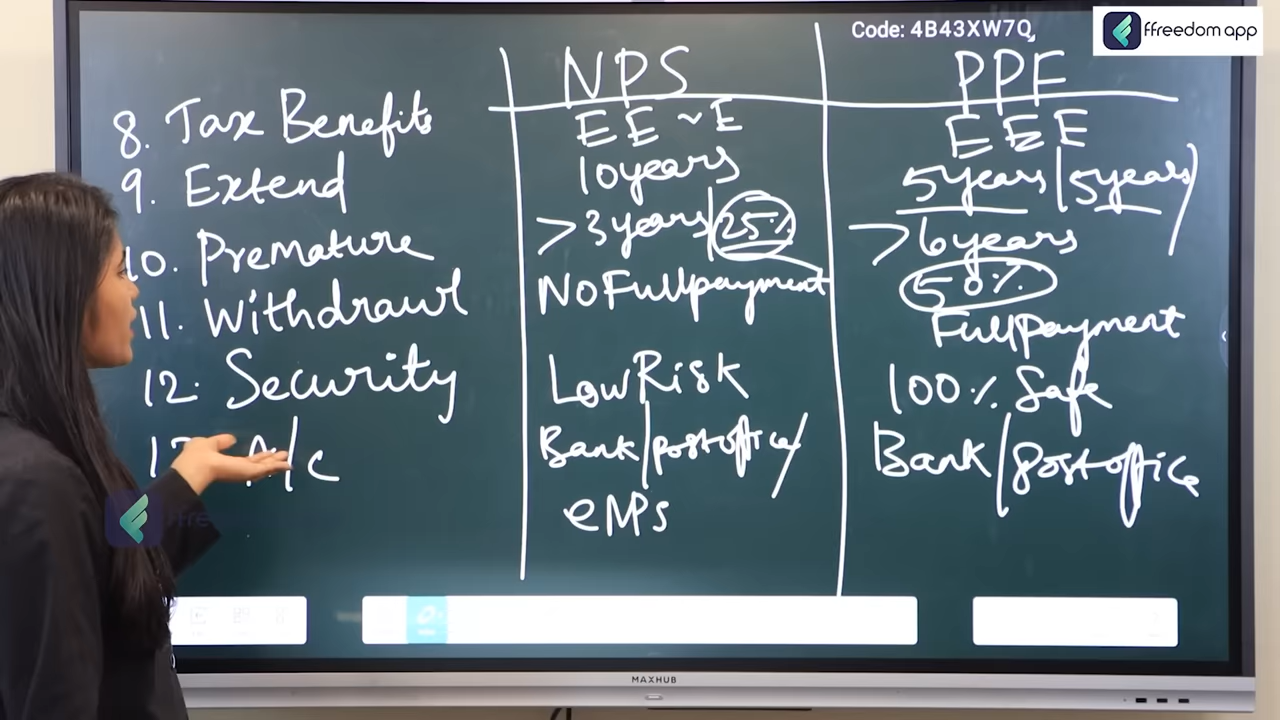 Code: 4B43XW7Q
ffreedom app
NPS PPF
8. Tax Benefits EE ~E EEE
9. Extend 10years 5years|5years
10. Premature >3years|25% >6years
50%
11. Withdrawl NoFullpayment FullPayment
12. Security LowRisk 100% Safe
A/c Bank|postoffice/ Bank/postoffice
eNPs
ffreedom
MAXHUB